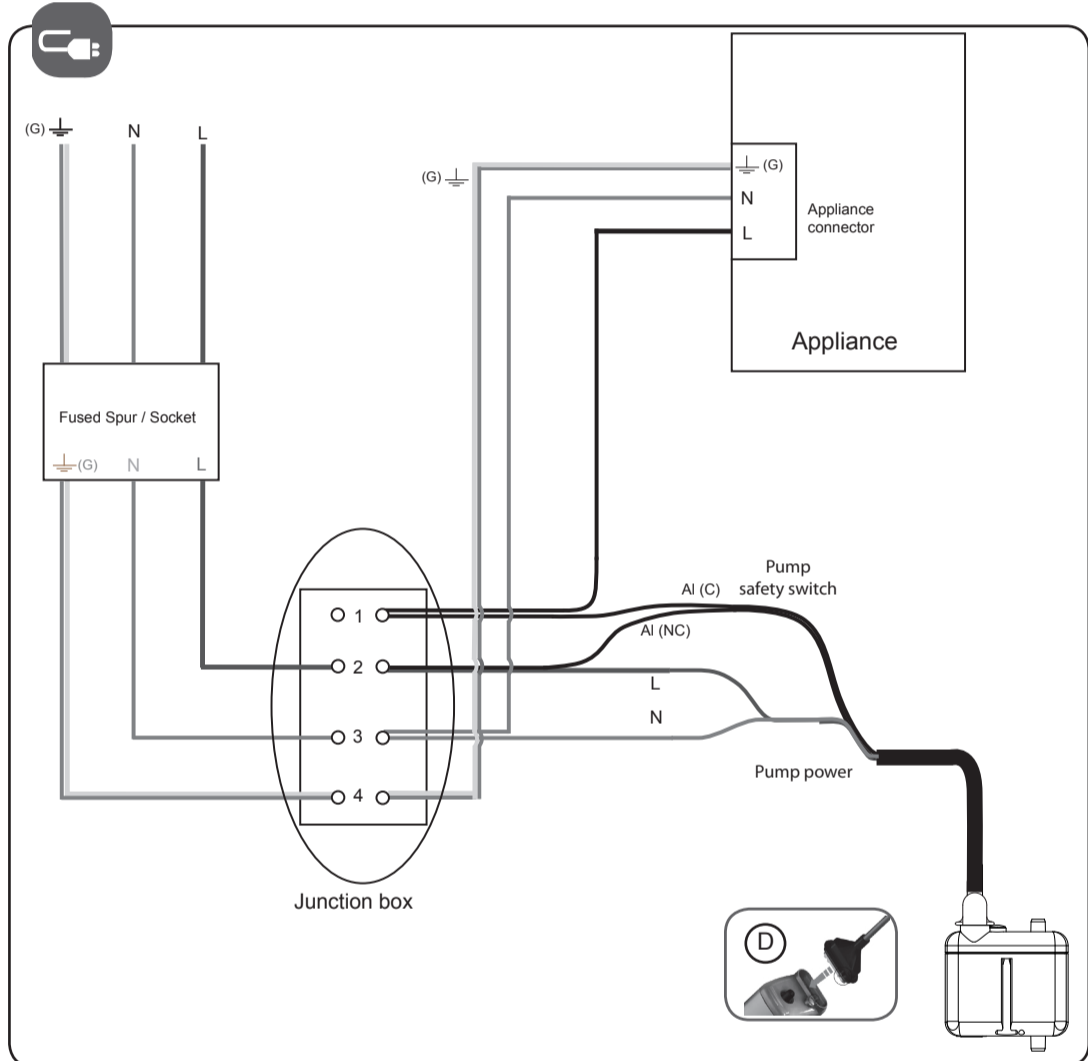 (G) N L
(G)
(G)
N
L
Appliance
connector
Appliance
Fused Spur / Socket
(G) N L
Pump
safety switch
Al (C)
Al (NC)
1
2
L
N
3
Pump power
4
Junction box
D